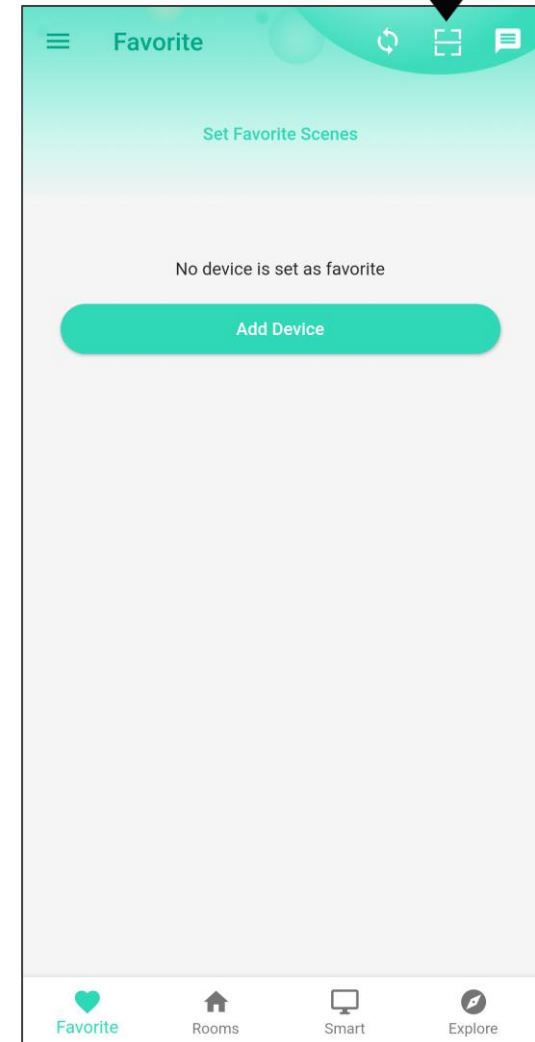 Favorite
Set Favorite Scenes
No device is set as favorite
Add Device
Favorite
Rooms
Smart
Explore